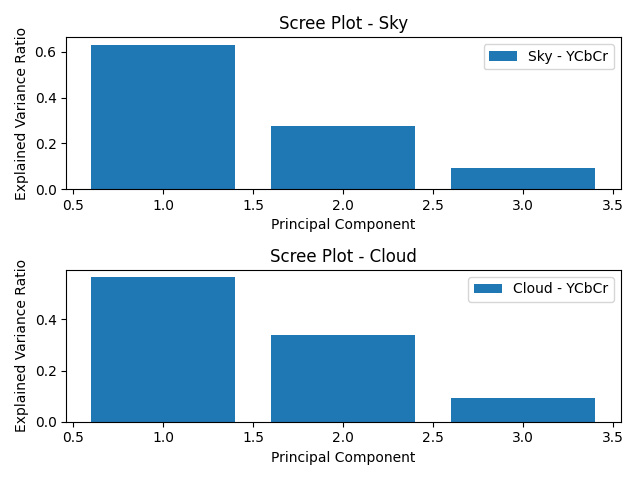 Scree Plot - Sky
Explained Variance Ratio
0.6
0.4
0.2
0.0
Sky - YCbCr
0.5 1.0 1.5 2.0 2.5 3.0 3.5
Principal Component
Scree Plot - Cloud
Explained Variance Ratio
0.4
0.2
0.0
Cloud - YCbCr
0.5 1.0 1.5 2.0 2.5 3.0 3.5
Principal Component